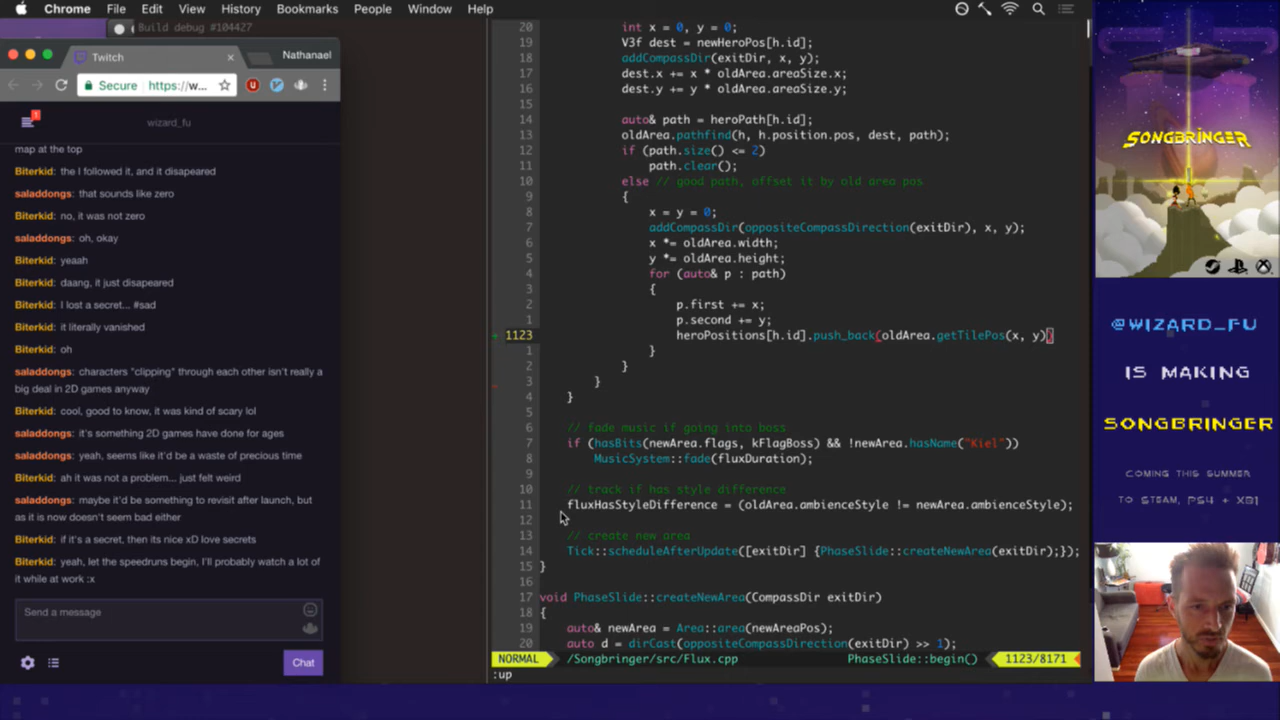 Chrome File Edit View History Bookmarks People Window Help
Build debug #104427
Twitch
Nathanael
Secure https://w...
wizard_fu
map at the top
Biterkid: the I followed it, and it disapeared
saladdongs: that sounds like zero
Biterkid: no, it was not zero
saladdongs: oh, okay
Biterkid: yeaah
Biterkid: daang, it just disapeared
Biterkid: I lost a secret... #sad
Biterkid: it literally vanished
Biterkid: oh
saladdongs: characters "clipping" through each other isn't really a
big deal in 2D games anyway
Biterkid: cool, good to know, it was kind of scary lol
saladdongs: it's something 2D games have done for ages
saladdongs: yeah, seems like it'd be a waste of precious time
Biterkid: ah it was not a problem... just felt weird
saladdongs: maybe it'd be something to revisit after launch, but
as it is now doesn't seem bad either
Biterkid: if it's a secret, then its nice xD love secrets
Biterkid: yeah, let the speedruns begin, I'll probably watch a lot of
it while at work :x
Send a message
Chat
20 int x = 0, y = 0;
19 V3f dest = newHeroPos[h.id];
18 addCompassDir(exitDir, x, y);
17 dest.x += x * oldArea.areaSize.x;
16 dest.y += y * oldArea.areaSize.y;
15
14 auto& path = heroPath[h.id];
13 oldArea.pathfind(h, h.position.pos, dest, path);
12 if (path.size() <= 2)
11 path.clear();
10 else // good path, offset it by old area pos
9 {
8 x = y = 0;
7 addCompassDir(oppositeCompassDirection(exitDir), x, y);
6 x *= oldArea.width;
5 y *= oldArea.height;
4 for (auto& p : path)
3 {
2 p.first += x;
1 p.second += y;
1123 heroPositions[h.id].push_back(oldArea.getTilePos(x, y))
1 }
2 }
3 }
4 }
5
6 // fade music if going into boss
7 if (hasBits(newArea.flags, kFlagBoss) && !newArea.hasName("Kiel"))
8 MusicSystem::fade(fluxDuration);
9
10 // track if has style difference
11 fluxHasStyleDifference = (oldArea.ambienceStyle != newArea.ambienceStyle);
12
13 // create new area
14 Tick::scheduleAfterUpdate([exitDir] {PhaseSlide::createNewArea(exitDir);});
15 }
16
17 void PhaseSlide::createNewArea(CompassDir exitDir)
18 {
19 auto& newArea = Area::area(newAreaPos);
20 auto d = dirCast(oppositeCompassDirection(exitDir) >> 1);
NORMAL /Songbringer/src/Flux.cpp PhaseSlide::begin() 1123/8171
:up
SONGBRINGER
@WIZARD_FU
IS MAKING
SONGBRINGER
COMING THIS SUMMER
TO STEAM, PS4 + XB1